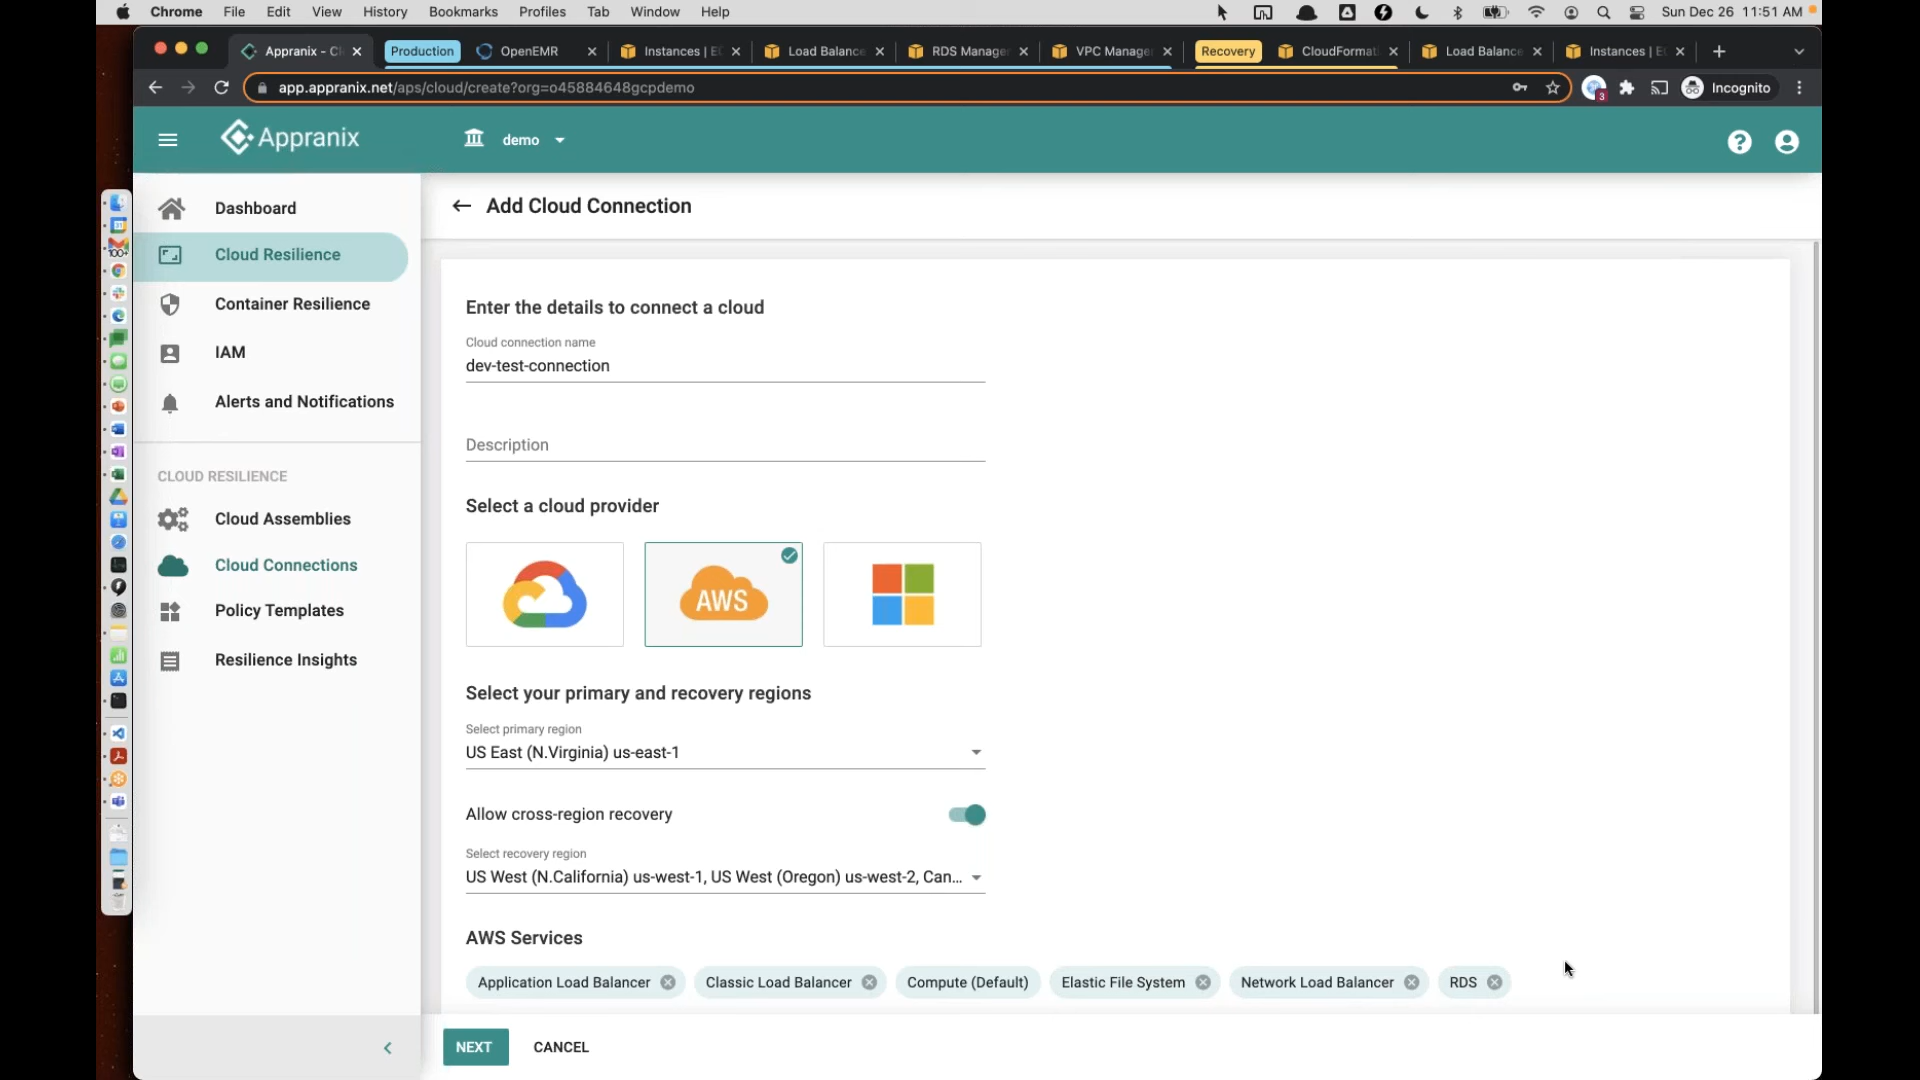 Chrome File Edit View History Bookmarks Profiles Tab Window Help Sun Dec 26 11:51 AM
Appranix - C Production OpenEMR Instances | E Load Balance RDS Manage VPC Manage Recovery CloudFormat Load Balance Instances | E
app.appranix.net/aps/cloud/create?org=o45884648gcpdemo 3 Incognito
Appranix demo
Dashboard
Cloud Resilience
Container Resilience
IAM
Alerts and Notifications
CLOUD RESILIENCE
Cloud Assemblies
Cloud Connections
Policy Templates
Resilience Insights
100+
Add Cloud Connection
Enter the details to connect a cloud
Cloud connection name
dev-test-connection
Description
Select a cloud provider
AWS
Select your primary and recovery regions
Select primary region
US East (N.Virginia) us-east-1
Allow cross-region recovery
Select recovery region
US West (N.California) us-west-1, US West (Oregon) us-west-2, Can...
AWS Services
Application Load Balancer Classic Load Balancer Compute (Default) Elastic File System Network Load Balancer RDS
NEXT CANCEL